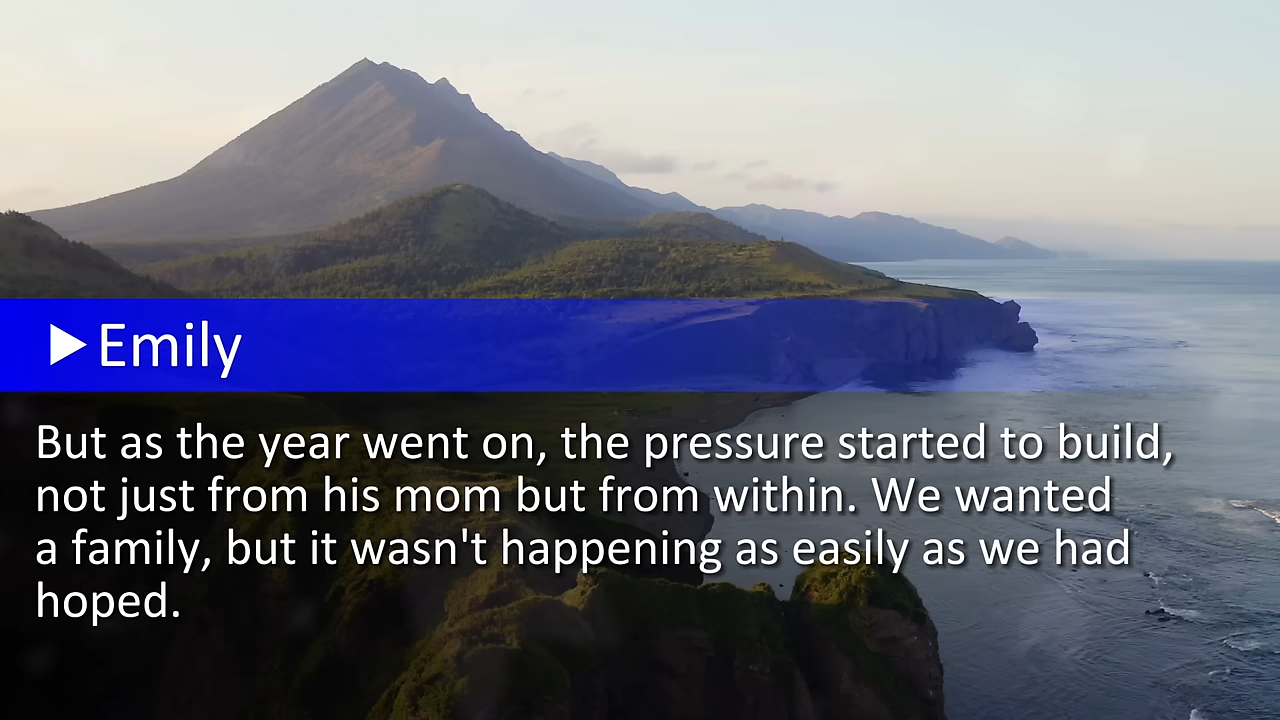 Emily
But as the year went on, the pressure started to build,
not just from his mom but from within. We wanted
a family, but it wasn't happening as easily as we had
hoped.